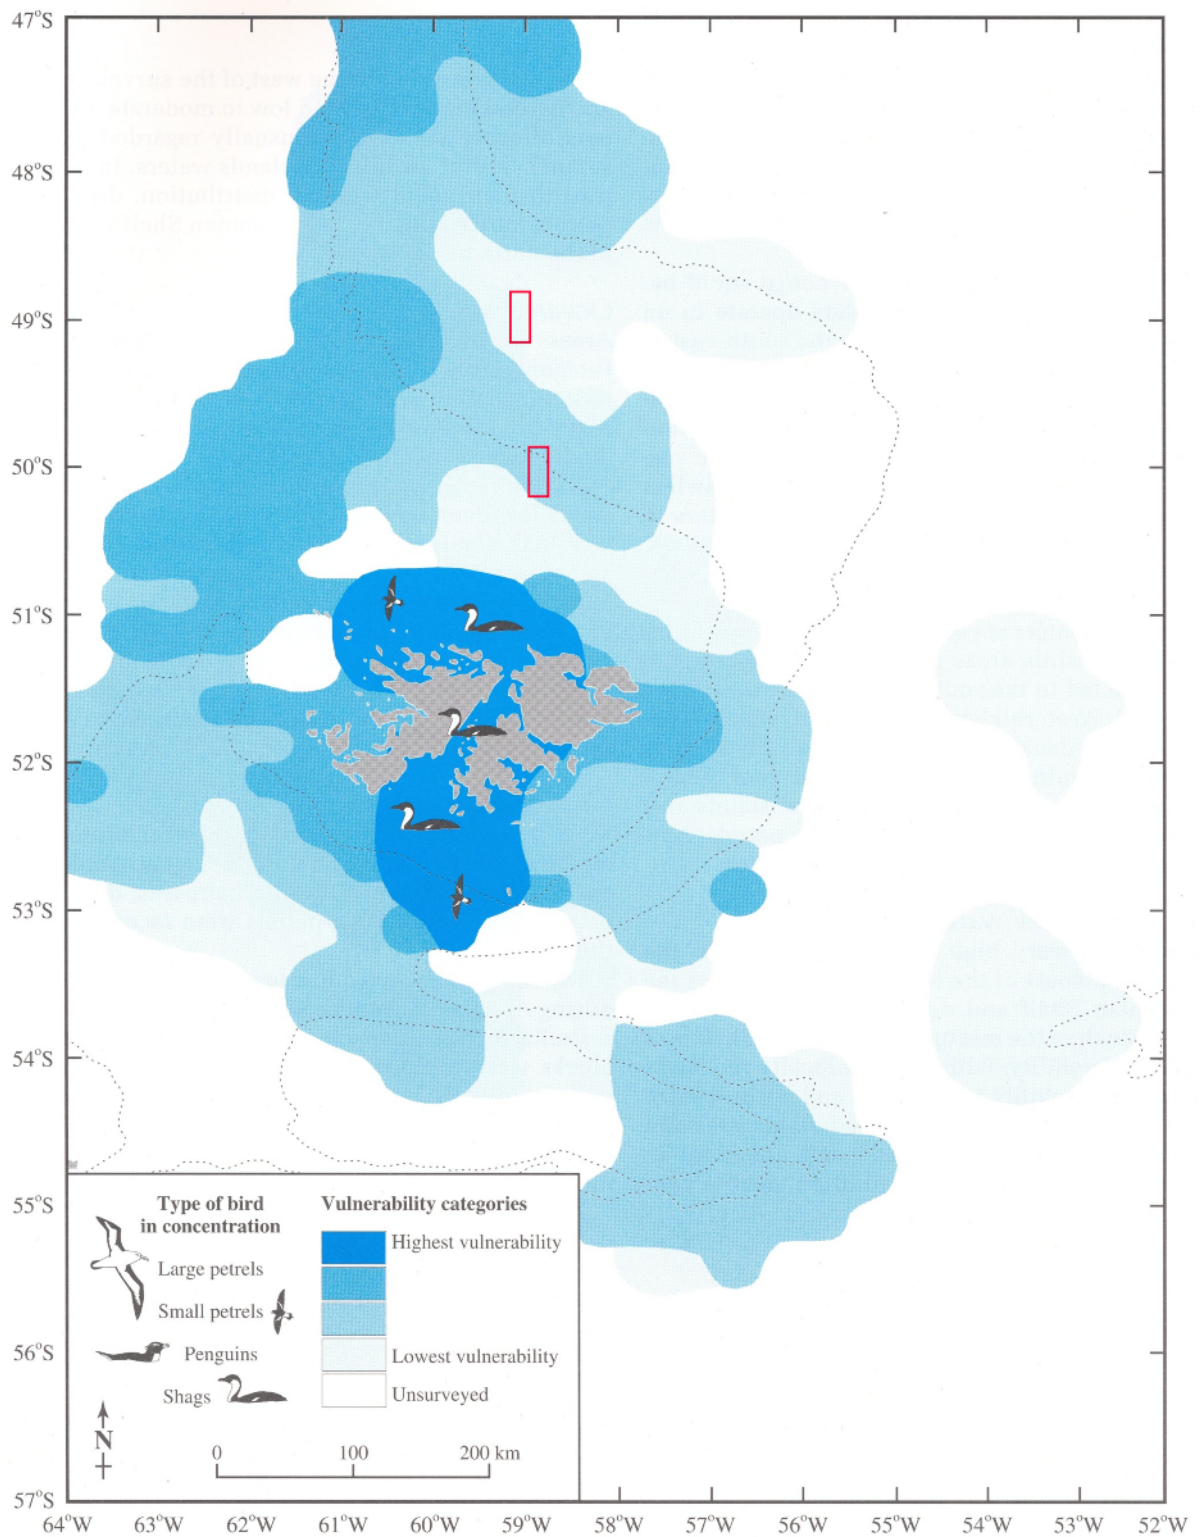 47°S
48°S
49°S
50°S
51°S
52°S
53°S
54°S
55°S
56°S
57°S
Type of bird
in concentration
Large petrels
Small petrels
Penguins
Shags
N
Vulnerability categories
Highest vulnerability
Lowest vulnerability
Unsurveyed
0 100 200 km
64°W 63°W 62°W 61°W 60°W 59°W 58°W 57°W 56°W 55°W 54°W 53°W 52°W